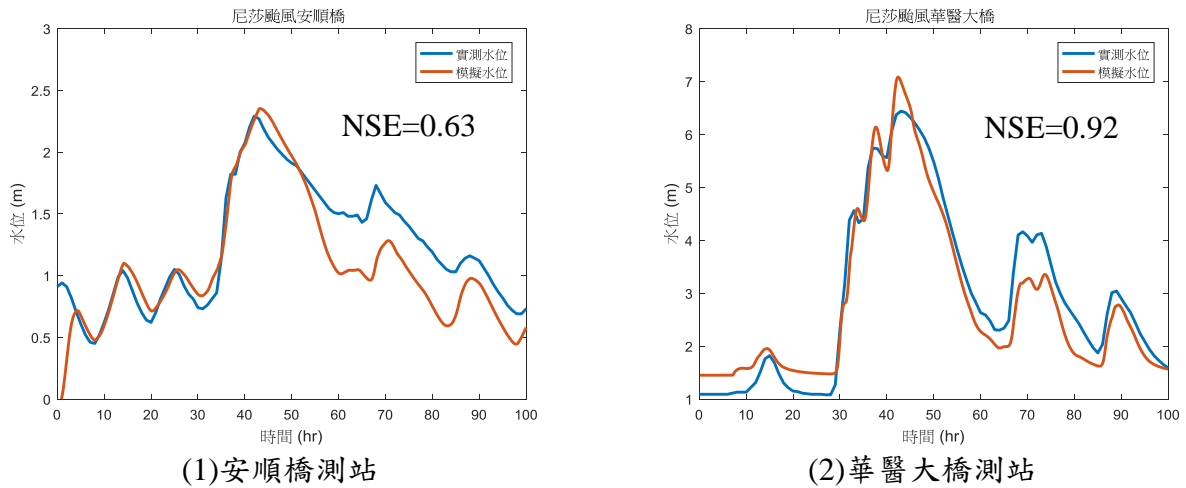 尼莎颱風安順橋
3
2.5
2
1.5
1
0.5
0
水位 (m)
實測水位
模擬水位
NSE=0.63
0 10 20 30 40 50 60 70 80 90 100
時間 (hr)
(1)安順橋測站
尼莎颱風華醫大橋
8
7
6
5
4
3
2
1
水位 (m)
實測水位
模擬水位
NSE=0.92
0 10 20 30 40 50 60 70 80 90 100
時間 (hr)
(2)華醫大橋測站